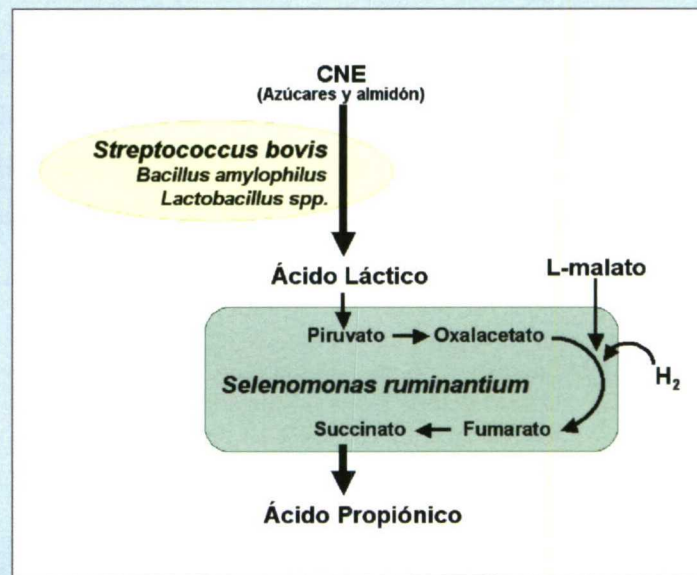 CNE
(Azúcares y almidón)
Streptococcus bovis
Bacillus amylophilus
Lactobacillus spp.
Ácido Láctico
L-malato
Piruvato
Oxalacetato
H₂
Selenomonas ruminantium
Succinato
Fumarato
Ácido Propiónico